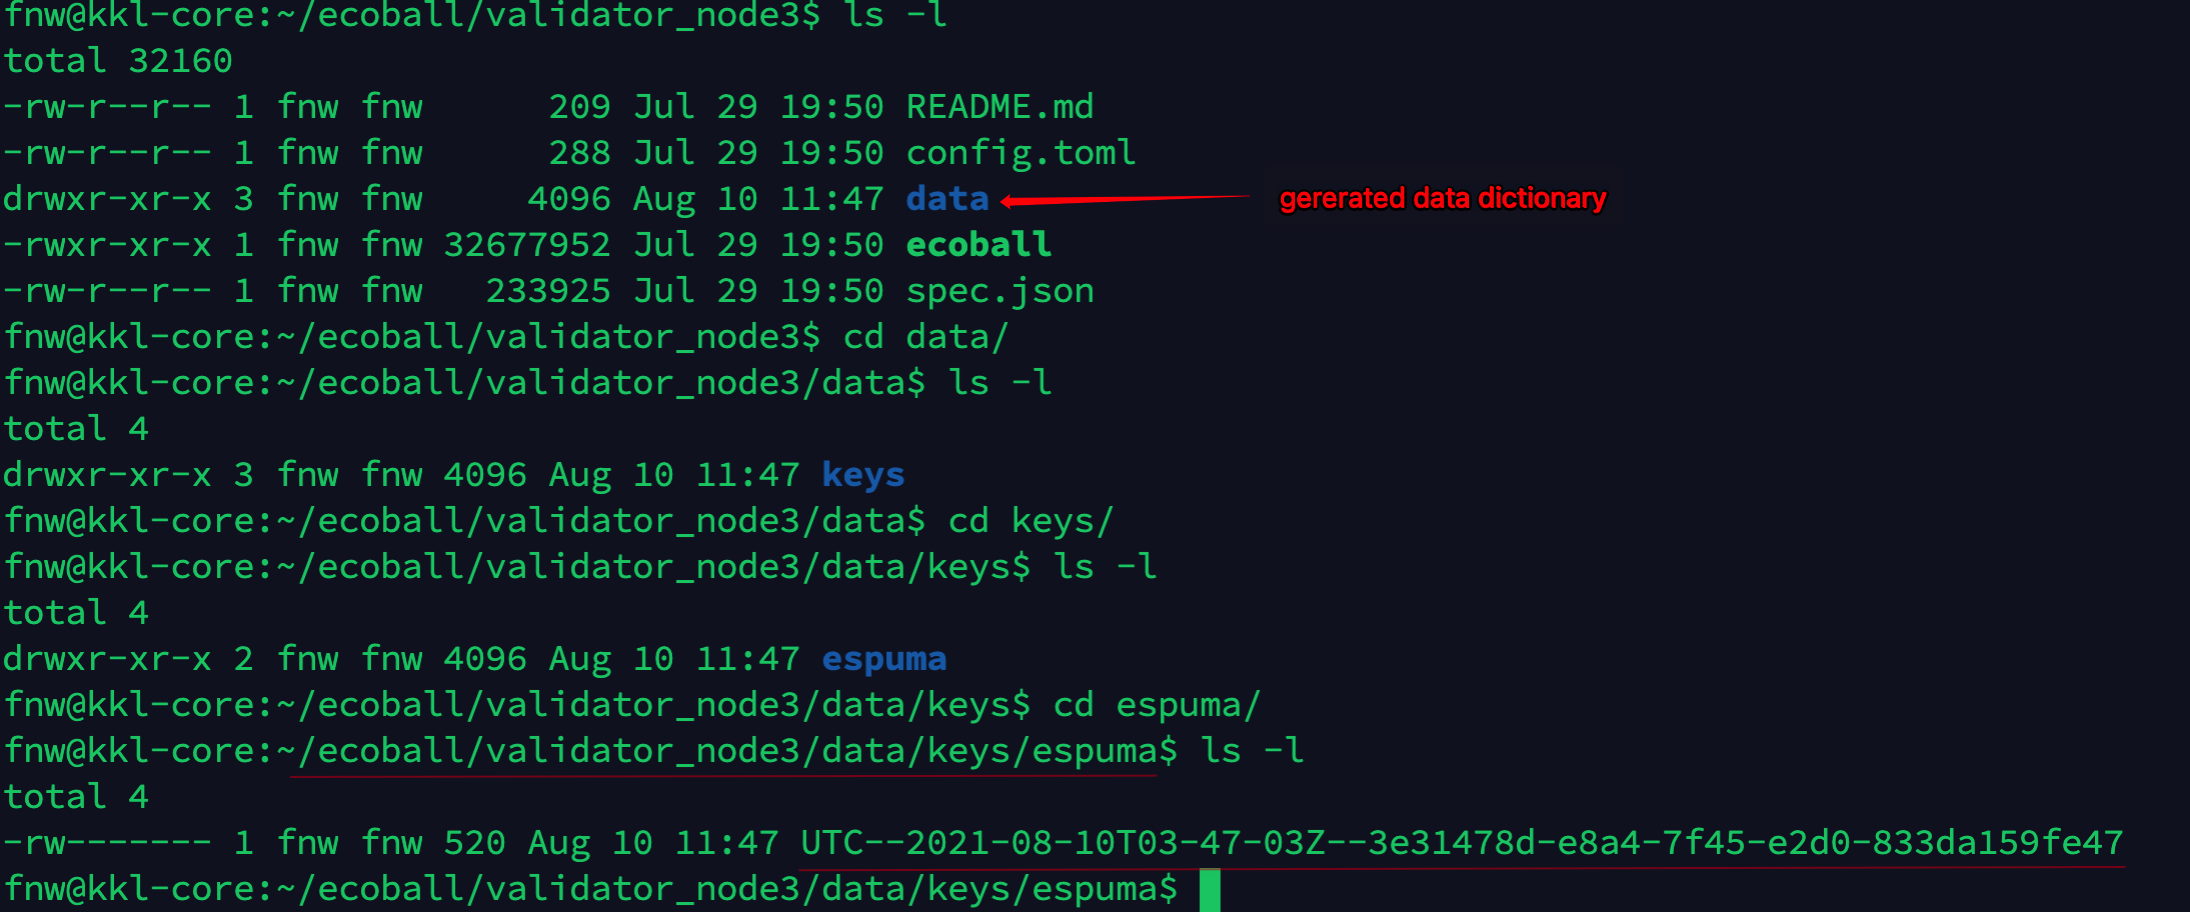 fnw@kkl-core:~/ecoball/validator_node3$ ls -l
total 32160
-rw-r--r-- 1 fnw fnw      209 Jul 29 19:50 README.md
-rw-r--r-- 1 fnw fnw      288 Jul 29 19:50 config.toml
drwxr-xr-x 3 fnw fnw     4096 Aug 10 11:47 data gererated data dictionary
-rwxr-xr-x 1 fnw fnw 32677952 Jul 29 19:50 ecoball
-rw-r--r-- 1 fnw fnw   233925 Jul 29 19:50 spec.json
fnw@kkl-core:~/ecoball/validator_node3$ cd data/
fnw@kkl-core:~/ecoball/validator_node3/data$ ls -l
total 4
drwxr-xr-x 3 fnw fnw 4096 Aug 10 11:47 keys
fnw@kkl-core:~/ecoball/validator_node3/data$ cd keys/
fnw@kkl-core:~/ecoball/validator_node3/data/keys$ ls -l
total 4
drwxr-xr-x 2 fnw fnw 4096 Aug 10 11:47 espuma
fnw@kkl-core:~/ecoball/validator_node3/data/keys$ cd espuma/
fnw@kkl-core:~/ecoball/validator_node3/data/keys/espuma$ ls -l
total 4
-rw------- 1 fnw fnw 520 Aug 10 11:47 UTC--2021-08-10T03-47-03Z--3e31478d-e8a4-7f45-e2d0-833da159fe47
fnw@kkl-core:~/ecoball/validator_node3/data/keys/espuma$